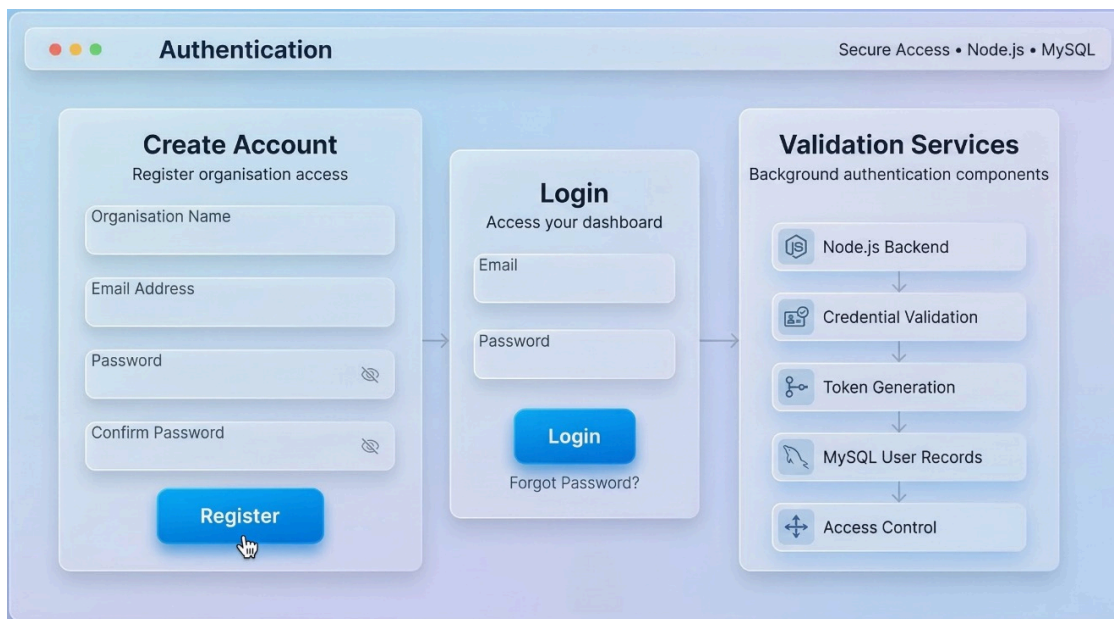 Authentication
Secure Access • Node.js • MySQL
Create Account
Register organisation access
Organisation Name
Email Address
Password
Confirm Password
Register
Login
Access your dashboard
Email
Password
Login
Forgot Password?
Validation Services
Background authentication components
JS
Node.js Backend
Credential Validation
Token Generation
MySQL User Records
Access Control